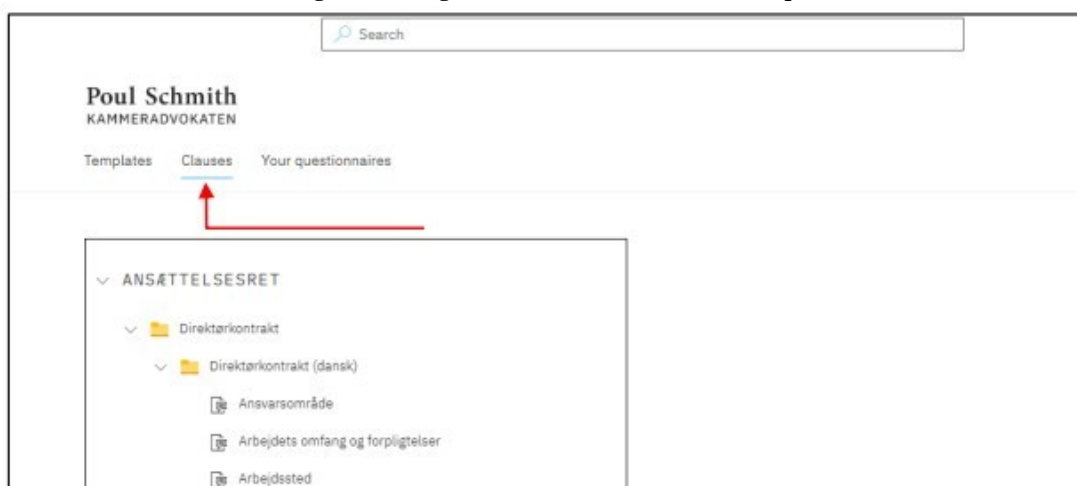 Search
Poul Schmith
KAMMERADVOKATEN
Templates Clauses Your questionnaires
ANSÆTTELSESRET
Direktørkontrakt
Direktørkontrakt (dansk)
Ansvarsområde
Arbejdets omfang og forpligtelser
Arbejdssted